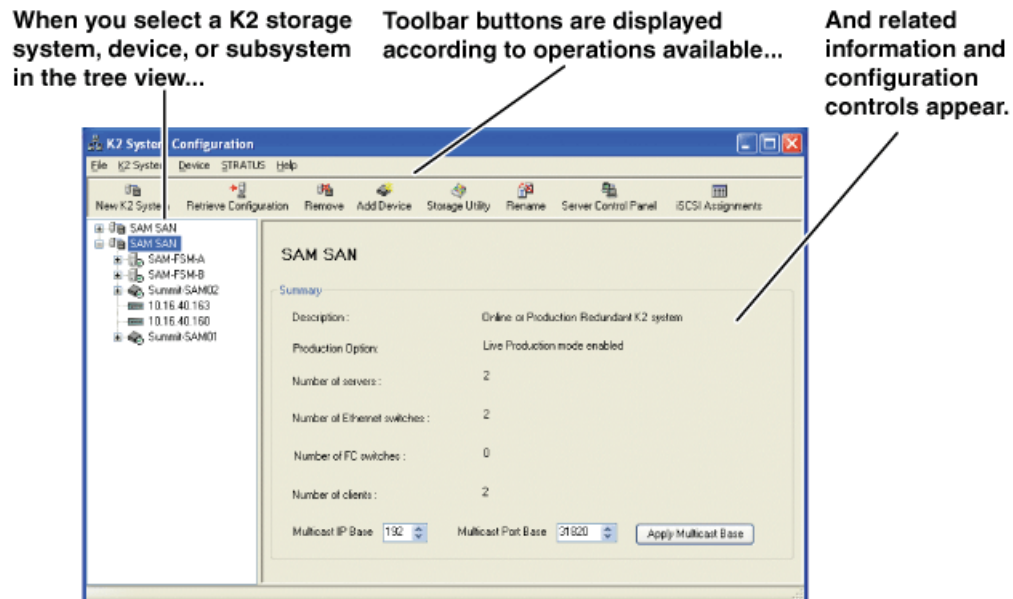 When you select a K2 storage
system, device, or subsystem
in the tree view...
Toolbar buttons are displayed
according to operations available...
And related
information and
configuration
controls appear.
K2 System Configuration
File K2 System Device STRATUS Help
New K2 System Retrieve Configuration Remove Add Device Storage Utility Rename Server Control Panel iSCSI Assignments
SAM SAN
SAM SAN
SAM-FSM-A
SAM-FSM-B
Summit-SAM02
10.16.40.163
10.16.40.160
Summit-SAM01
SAM SAN
Summary
Description : Online or Production Redundant K2 system
Production Option: Live Production mode enabled
Number of servers : 2
Number of Ethernet switches : 2
Number of FC switches : 0
Number of clients : 2
Multicast IP Base 192 Multicast Port Base 31820 Apply Multicast Base